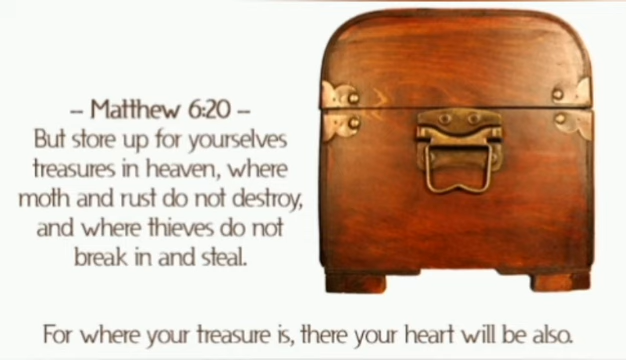 -- Matthew 6:20 --
But store up for yourselves
treasures in heaven, where
moth and rust do not destroy,
and where thieves do not
break in and steal.
For where your treasure is, there your heart will be also.